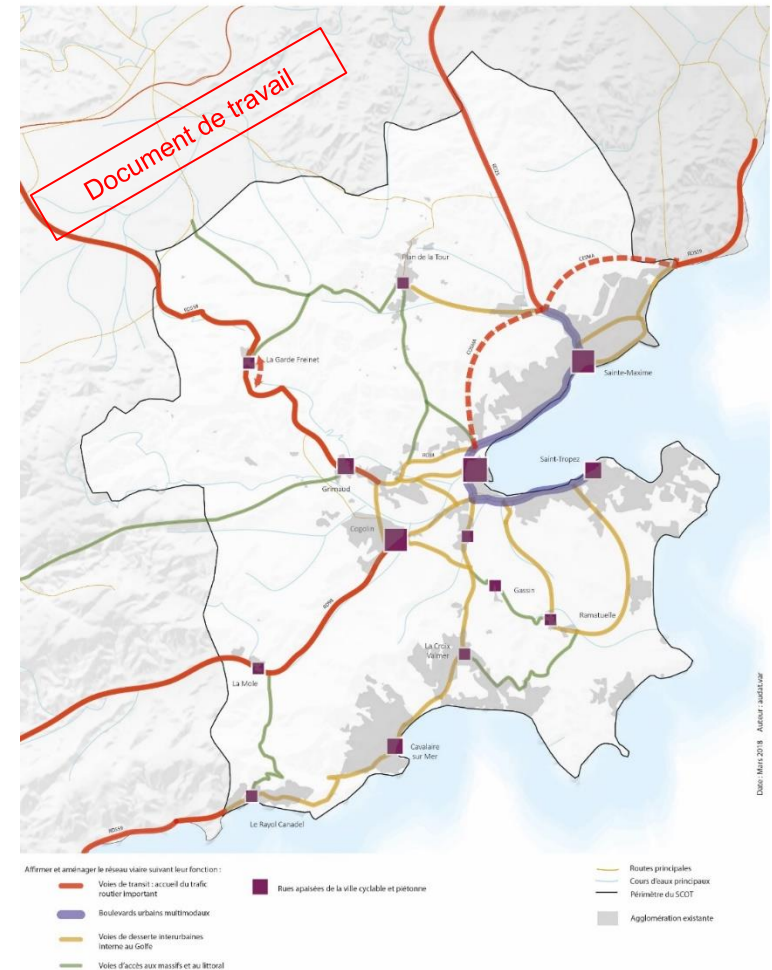 Document de travail
Plan de la Tour
La Garde Freinet
Sainte-Maxime
Saint-Tropez
Grimaud
Cogolin
Gassin
Ramatuelle
La Croix
Valmer
La Mole
Cavalaire
sur Mer
Le Rayol Canadel
RD558
RD25
RD98
RD559
Date : Mars 2018 Auteur : audat.var
Affirmer et aménager le réseau viaire suivant leur fonction :
Voies de transit : accueil du trafic
routier important
Boulevards urbains multimodaux
Voies de desserte interurbaines
interne au Golfe
Voies d'accès aux massifs et au littoral
Rues apaisées de la ville cyclable et piétonne
Routes principales
Cours d'eaux principaux
Périmètre du SCOT
Agglomération existante